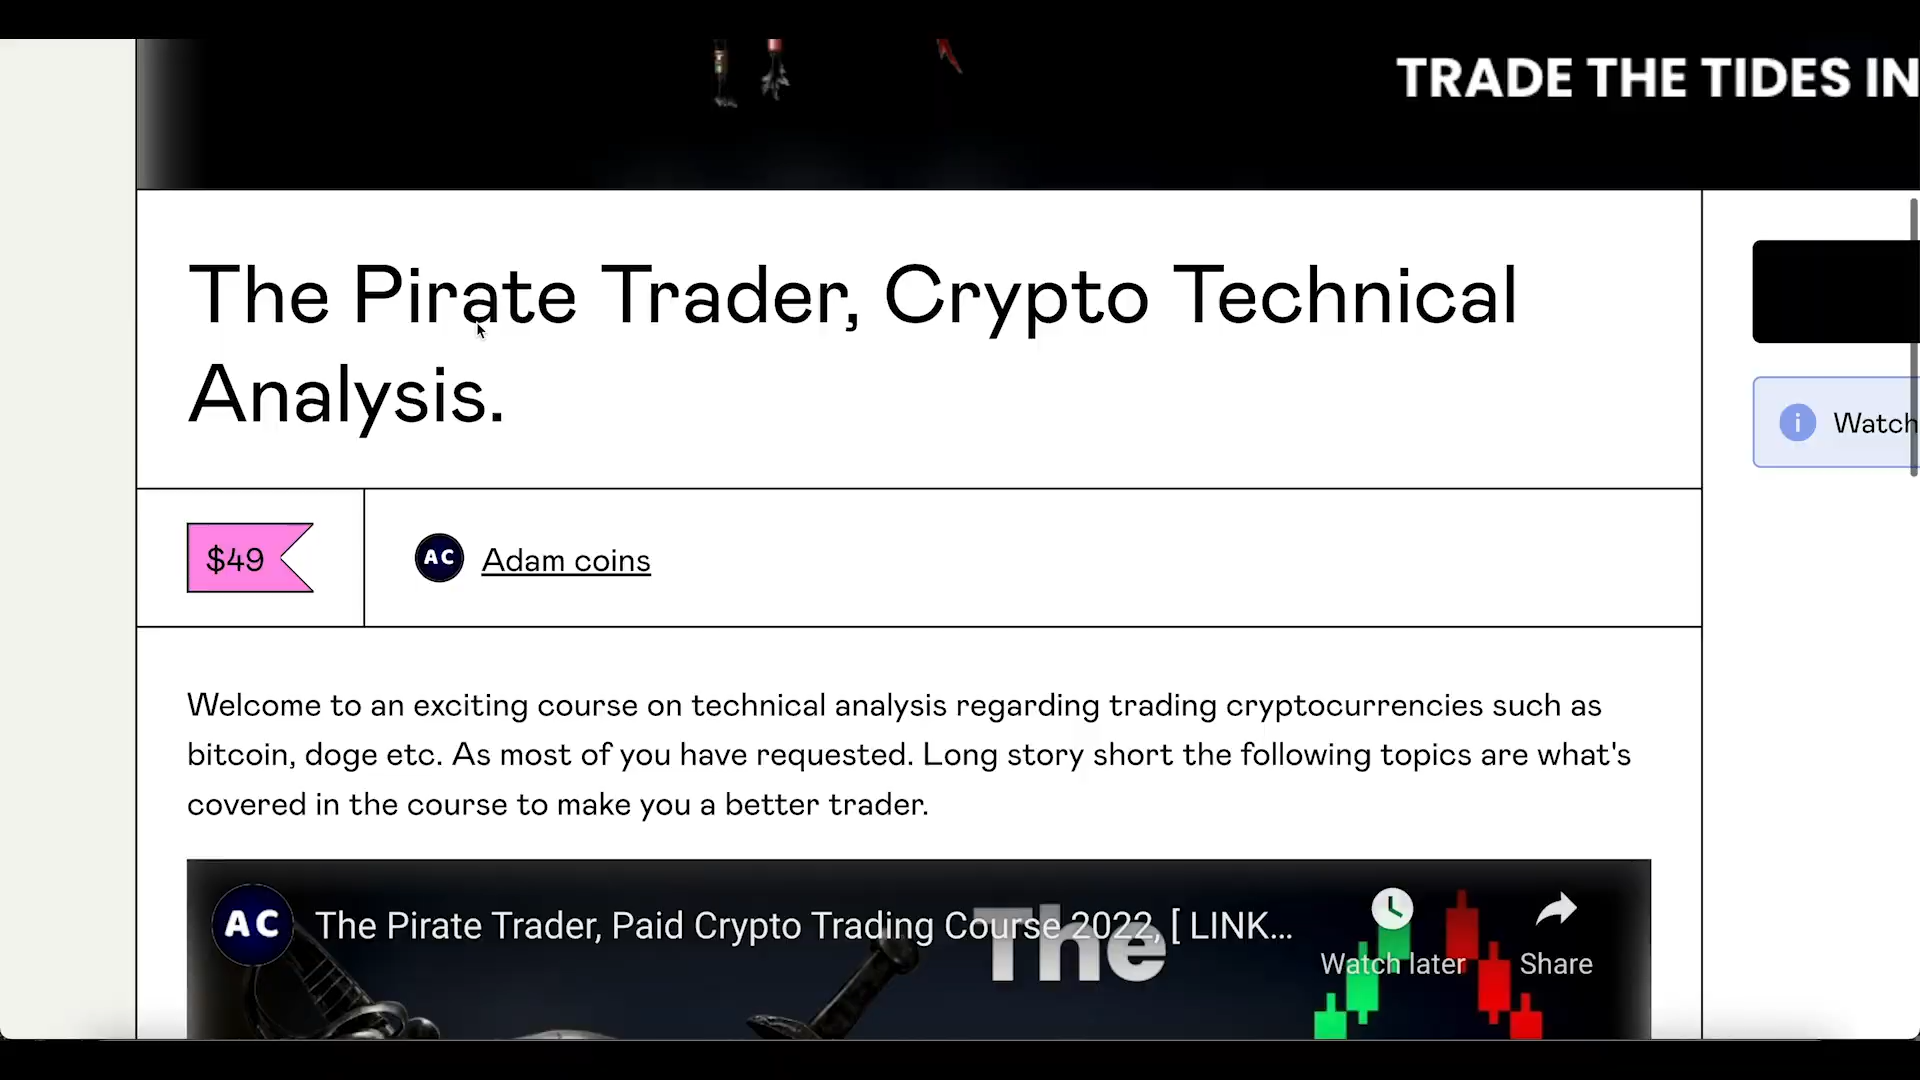 TRADE THE TIDES IN
The Pirate Trader, Crypto Technical
Analysis.
Watch
$49
AC
Adam coins
Welcome to an exciting course on technical analysis regarding trading cryptocurrencies such as
bitcoin, doge etc. As most of you have requested. Long story short the following topics are what's
covered in the course to make you a better trader.
AC
The Pirate Trader, Paid Crypto Trading Course 2022, [ LINK...
The
Watch later
Share